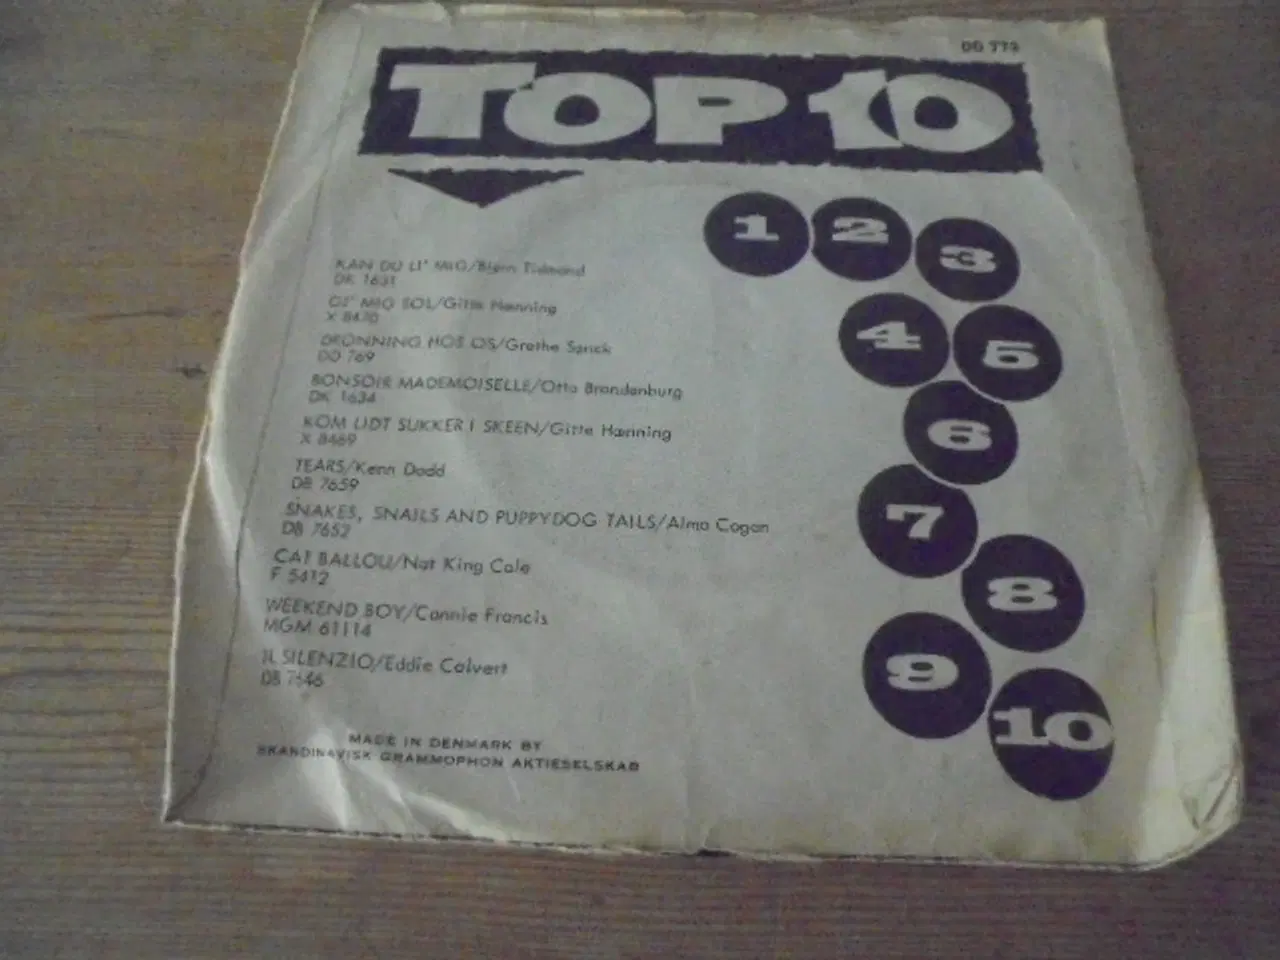 DD 773
TOP 10
1 2 3
KAN DU LI' MIG/Bjørn Tidmand
DK 1631
GI' MIG SOL/Gitte Hænning
X 8470
4 5
DRONNING HOS OS/Grethe Sønck
DD 769
BONSOIR MADEMOISELLE/Otto Brandenburg
DK 1634
6
KOM LIDT SUKKER I SKEEN/Gitte Hænning
X 8469
TEARS/Kenn Dodd
DB 7659
7
SNAKES, SNAILS AND PUPPYDOG TAILS/Alma Cogan
DB 7652
CAT BALLOU/Nat King Cole
F 5412
8
WEEKEND BOY/Connie Francis
MGM 61114
9
IL SILENZIO/Eddie Calvert
DB 7646
10
MADE IN DENMARK BY
SKANDINAVISK GRAMMOPHON AKTIESELSKAB